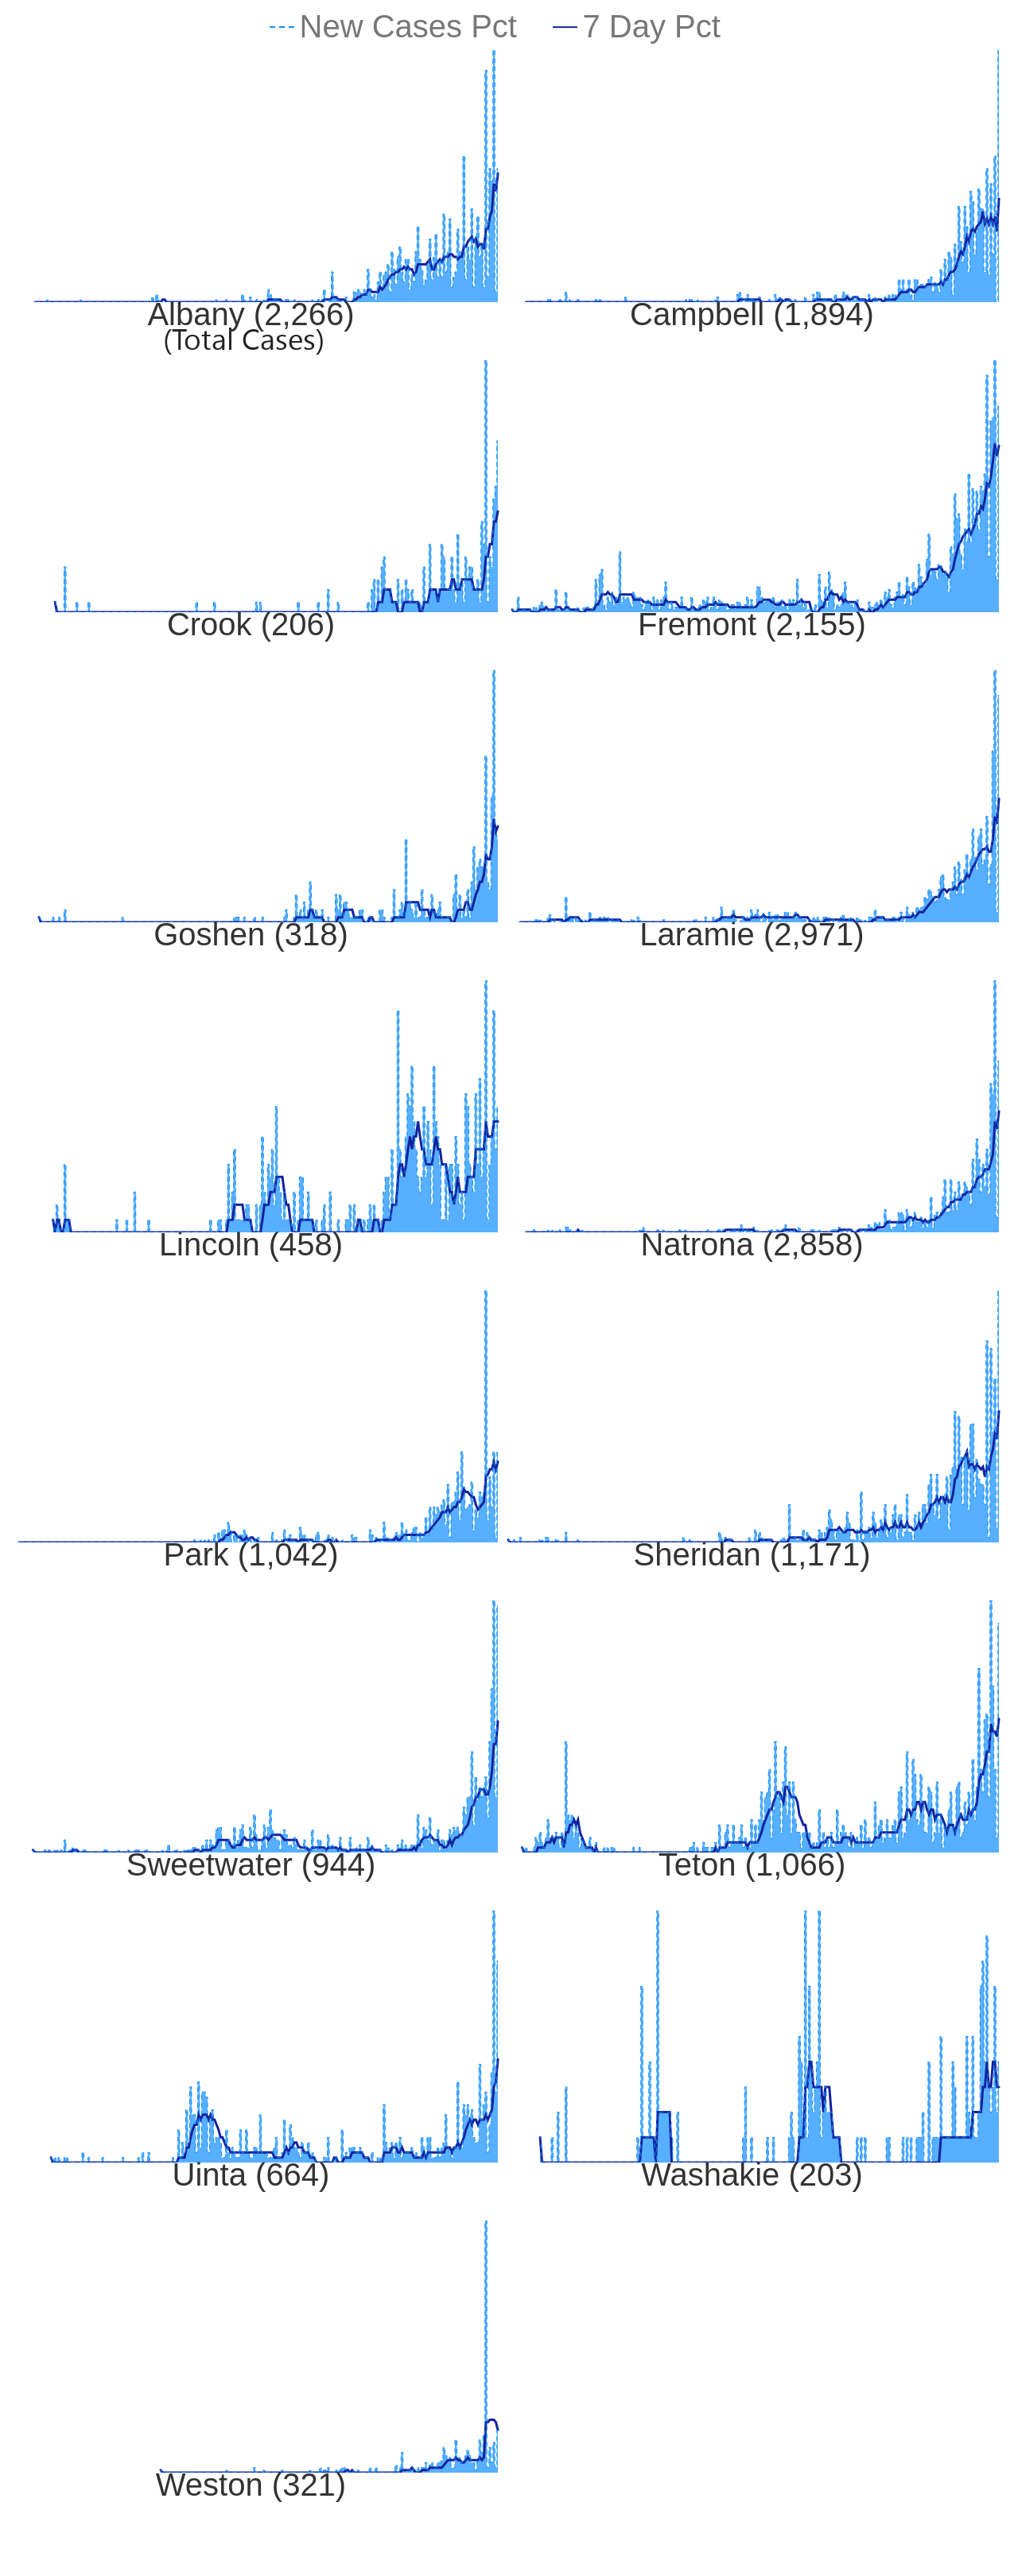 New Cases Pct 7 Day Pct
Albany (2,266) Campbell (1,894)
(Total Cases)
Crook (206) Fremont (2,155)
Goshen (318) Laramie (2,971)
Lincoln (458) Natrona (2,858)
Park (1,042) Sheridan (1,171)
Sweetwater (944) Teton (1,066)
Uinta (664) Washakie (203)
Weston (321)